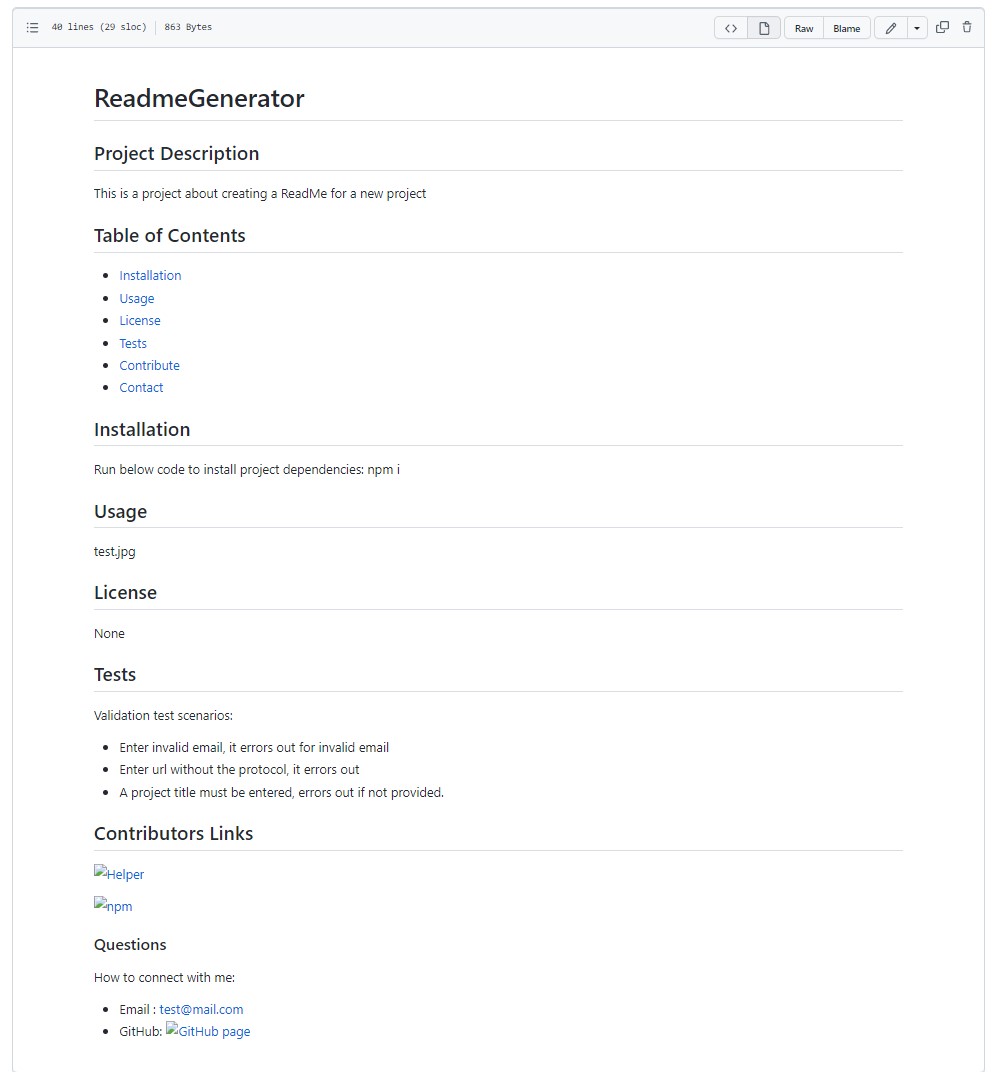 40 lines (29 sloc) 863 Bytes Raw Blame
ReadmeGenerator
Project Description
This is a project about creating a ReadMe for a new project
Table of Contents
Installation
Usage
License
Tests
Contribute
Contact
Installation
Run below code to install project dependencies: npm i
Usage
test.jpg
License
None
Tests
Validation test scenarios:
Enter invalid email, it errors out for invalid email
Enter url without the protocol, it errors out
A project title must be entered, errors out if not provided.
Contributors Links
Helper
npm
Questions
How to connect with me:
Email : test@mail.com
GitHub: GitHub page